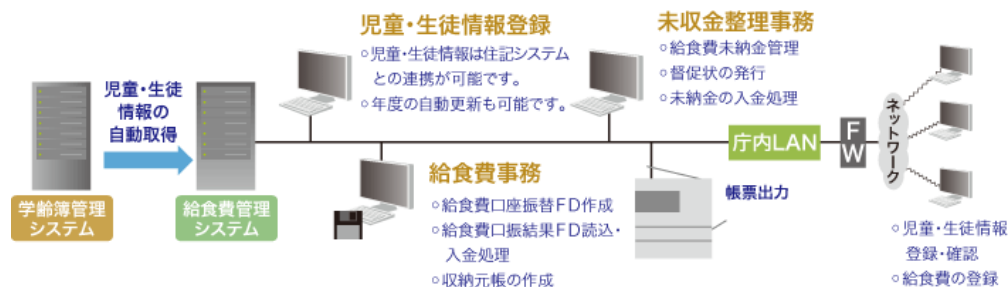 児童・生徒
情報の
自動取得
学齢簿管理
システム
給食費管理
システム
児童・生徒情報登録
○児童・生徒情報は住記システム
との連携が可能です。
○年度の自動更新も可能です。
給食費事務
○給食費口座振替FD作成
○給食費口振結果FD読込・
入金処理
○収納元帳の作成
未収金整理事務
○給食費未納金管理
○督促状の発行
○未納金の入金処理
帳票出力
庁内LAN
FW
ネットワーク
○児童・生徒情報
登録・確認
○給食費の登録